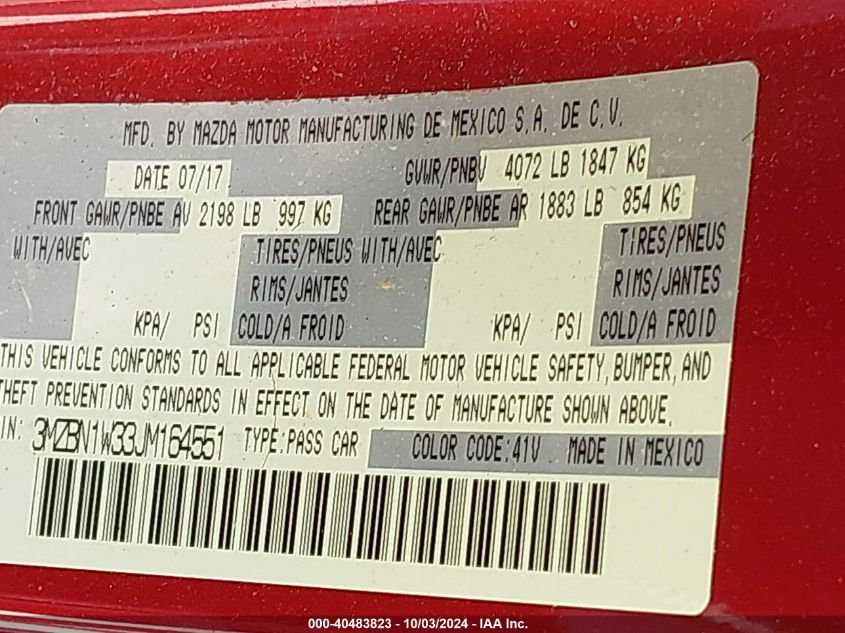 MFD. BY MAZDA MOTOR MANUFACTURING DE MEXICO S.A. DE C.V.
DATE 07/17 GVWR/PNBV 4072 LB 1847 KG
FRONT GAWR/PNBE AV 2198 LB 997 KG REAR GAWR/PNBE AR 1883 LB 854 KG
WITH/AVEC TIRES/PNEUS WITH/AVEC TIRES/PNEUS
RIMS/JANTES RIMS/JANTES
KPA/ PSI COLD/A FROID KPA/ PSI COLD/A FROID
THIS VEHICLE CONFORMS TO ALL APPLICABLE FEDERAL MOTOR VEHICLE SAFETY, BUMPER, AND
THEFT PREVENTION STANDARDS IN EFFECT ON THE DATE OF MANUFACTURE SHOWN ABOVE.
IN: 3MZBN1W33JM164551 TYPE:PASS CAR COLOR CODE:41V MADE IN MEXICO
000-40483823 - 10/03/2024 - IAA Inc.